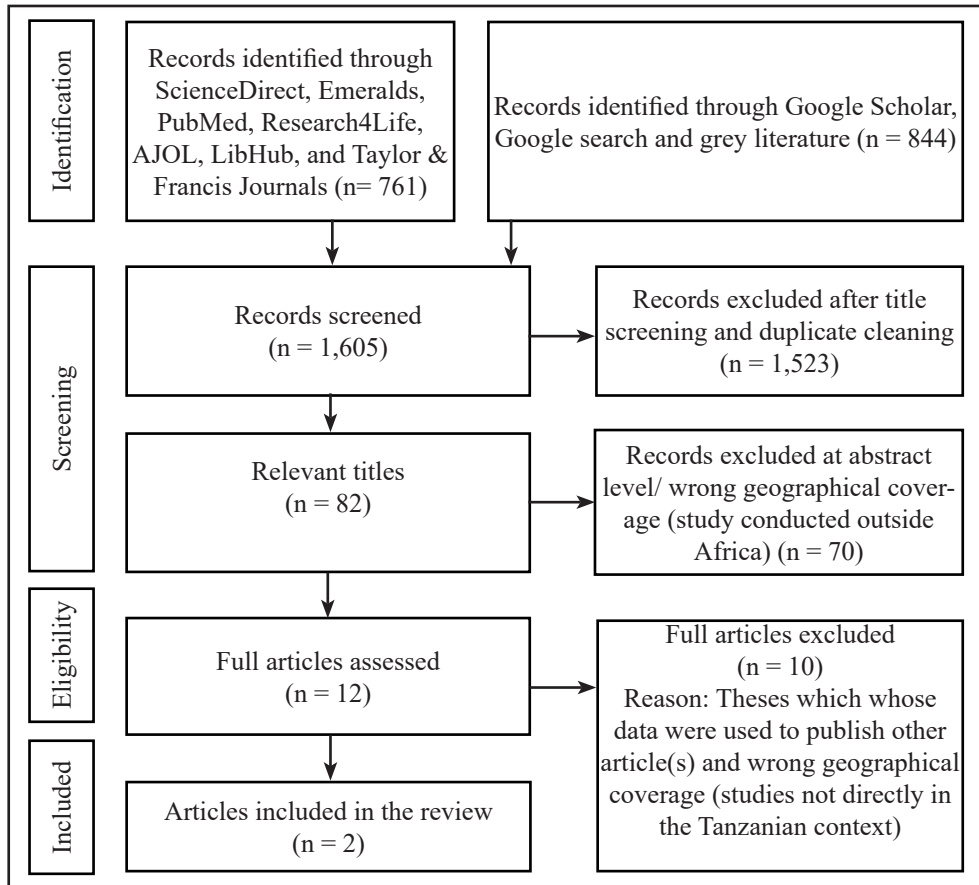 Identification
Records identified through
ScienceDirect, Emeralds,
PubMed, Research4Life,
AJOL, LibHub, and Taylor &
Francis Journals (n= 761)
Records identified through Google Scholar,
Google search and grey literature (n = 844)
Screening
Records screened
(n = 1,605)
Records excluded after title
screening and duplicate cleaning
(n = 1,523)
Relevant titles
(n = 82)
Records excluded at abstract
level/ wrong geographical cover-
age (study conducted outside
Africa) (n = 70)
Eligibility
Full articles assessed
(n = 12)
Full articles excluded
(n = 10)
Reason: Theses which whose
data were used to publish other
article(s) and wrong geographical
coverage (studies not directly in
the Tanzanian context)
Included
Articles included in the review
(n = 2)